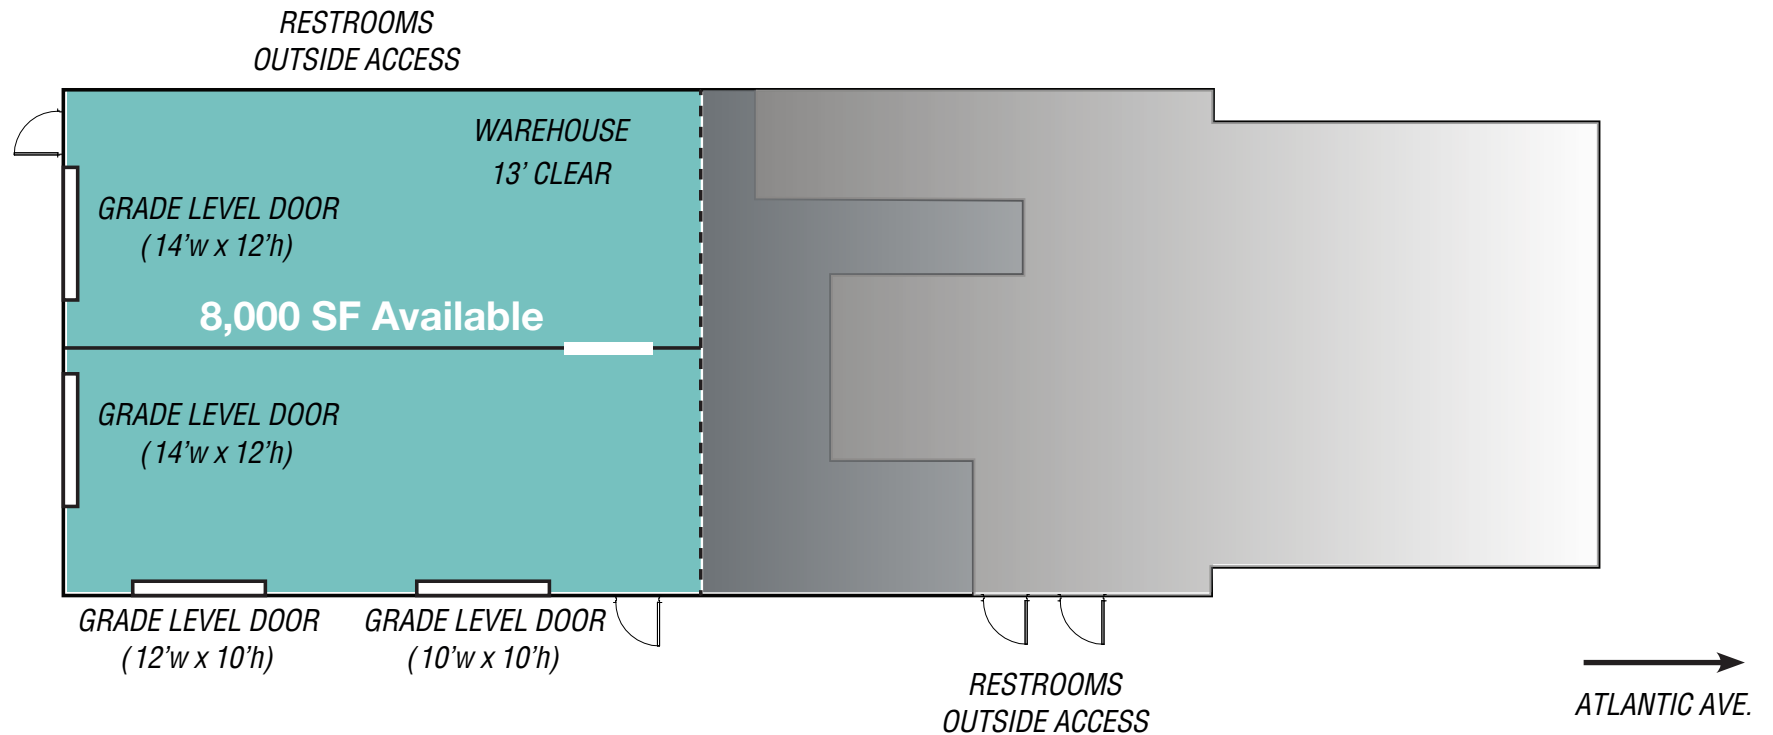 RESTROOMS
OUTSIDE ACCESS
WAREHOUSE
13’ CLEAR
GRADE LEVEL DOOR
(14’w x 12’h)
8,000 SF Available
GRADE LEVEL DOOR
(14’w x 12’h)
GRADE LEVEL DOOR
(12’w x 10’h)
GRADE LEVEL DOOR
(10’w x 10’h)
RESTROOMS
OUTSIDE ACCESS
ATLANTIC AVE.